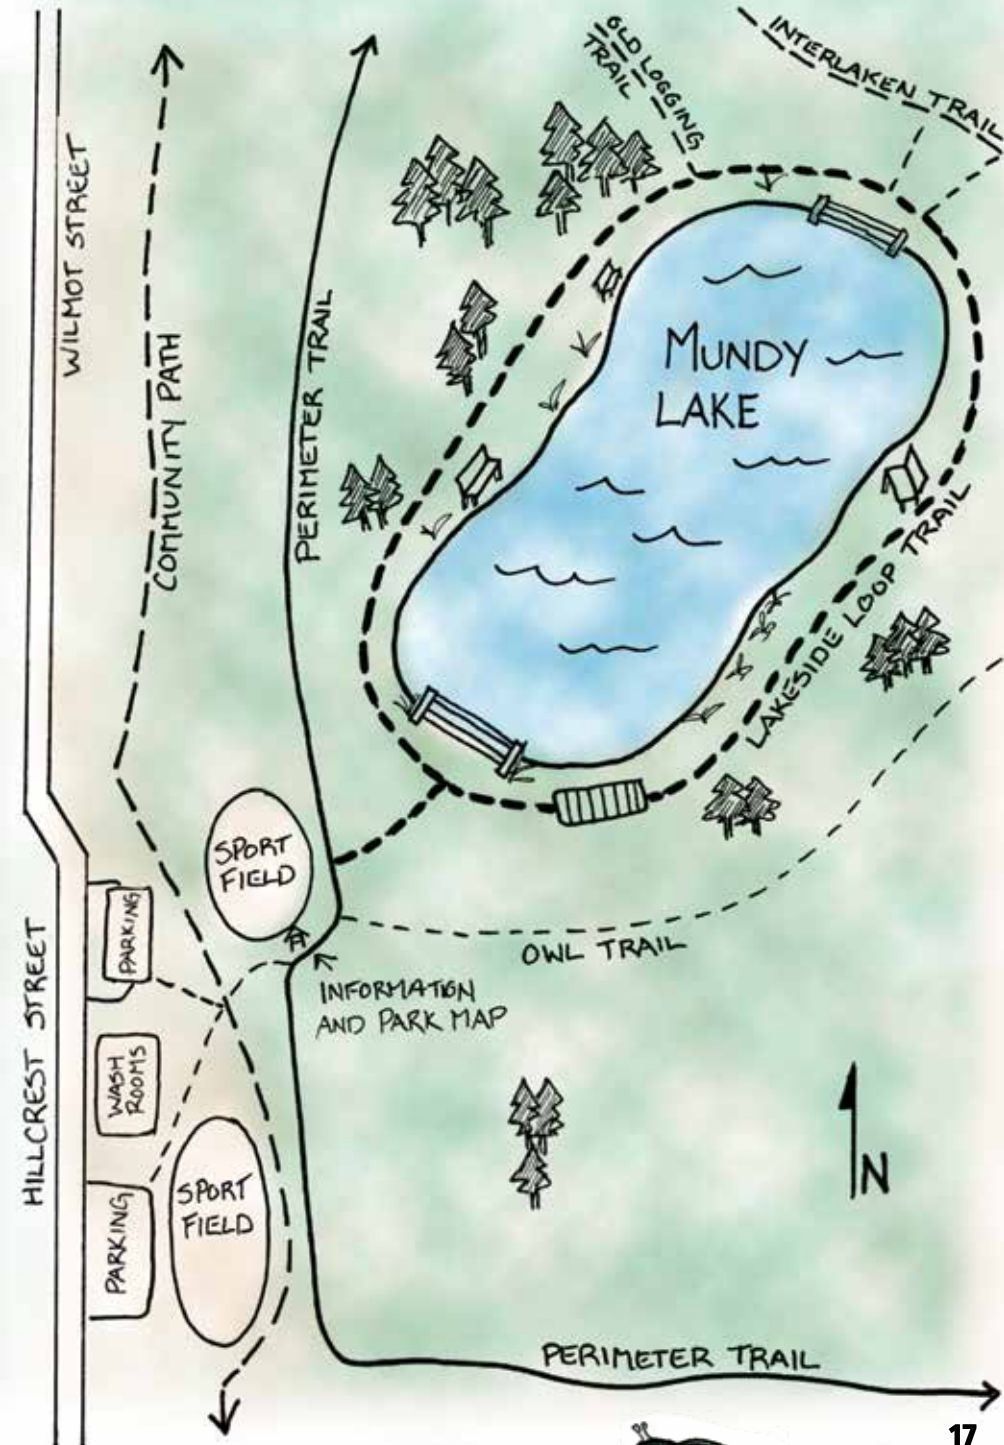 OLD LOGGING
TRAIL
INTERLAKEN TRAIL
WILMOT STREET
COMMUNITY PATH
PERIMETER TRAIL
MUNDY
LAKE
LAKESIDE LOOP TRAIL
SPORT
FIELD
PARKING
OWL TRAIL
INFORMATION
AND PARK MAP
HILLCREST STREET
WASH
ROOMS
SPORT
FIELD
PARKING
N
PERIMETER TRAIL
17